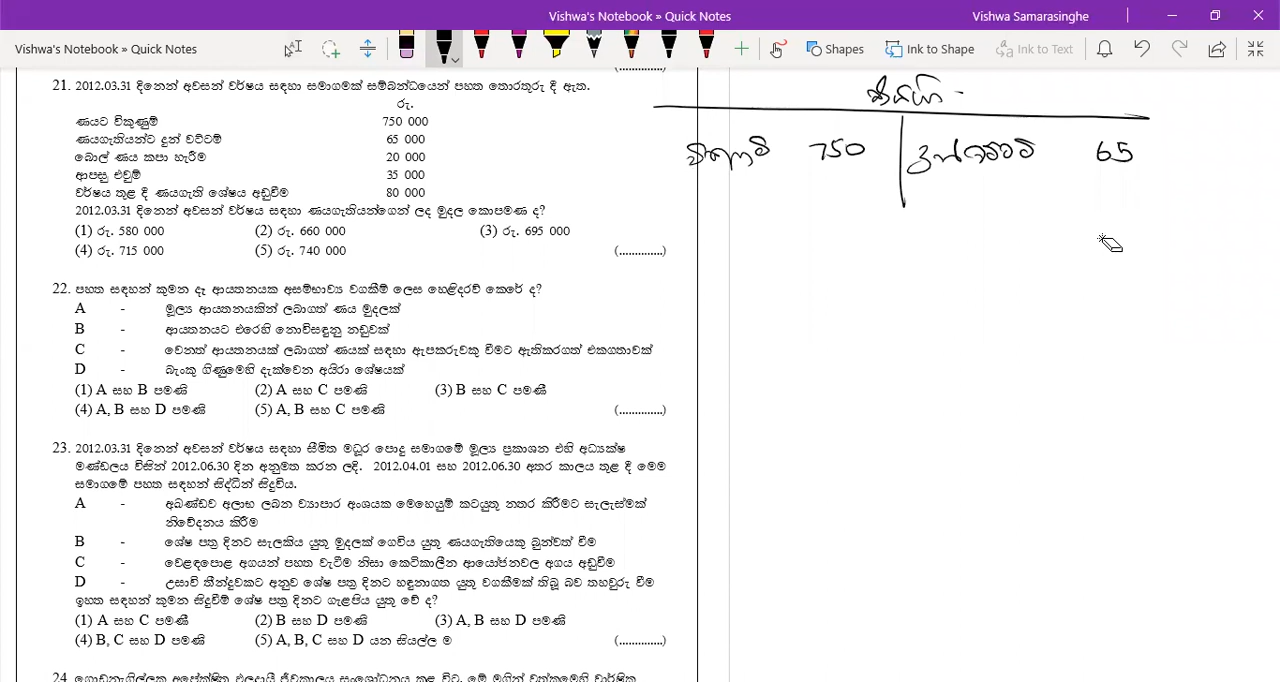 Vishwa's Notebook » Quick Notes
Vishwa Samarasinghe
Vishwa's Notebook » Quick Notes
Shapes
Ink to Shape
Ink to Text
(..............)
21. 2012.03.31 දිනෙන් අවසන් වර්ෂය සඳහා සමාගමක් සම්බන්ධයෙන් පහත තොරතුරු දී ඇත.
රු.
ණයට විකුණුම් 750 000
ණයගැතියන්ට දුන් වට්ටම් 65 000
බොල් ණය කපා හැරීම 20 000
ආපසු එවුම් 35 000
වර්ෂය තුළ දී ණයගැති ශේෂය අඩුවීම 80 000
2012.03.31 දිනෙන් අවසන් වර්ෂය සඳහා ණයගැතියන්ගෙන් ලද මුදල කොපමණ ද?
(1) රු. 580 000 (2) රු. 660 000 (3) රු. 695 000
(4) රු. 715 000 (5) රු. 740 000 (..............)
22. පහත සඳහන් කුමන දෑ ආයතනයක අසම්භාව්‍ය වගකීම් ලෙස හෙළිදරව් කෙරේ ද?
A - මූල්‍ය ආයතනයකින් ලබාගත් ණය මුදලක්
B - ආයතනයට එරෙහි නොවිසඳුනු නඩුවක්
C - වෙනත් ආයතනයක් ලබාගත් ණයක් සඳහා ඇපකරුවකු වීමට ඇතිකරගත් එකගතාවක්
D - බැංකු ගිණුමෙහි දැක්වෙන අයිරා ශේෂයක්
(1) A සහ B පමණි (2) A සහ C පමණි (3) B සහ C පමණී
(4) A, B සහ D පමණි (5) A, B සහ C පමණි (..............)
23. 2012.03.31 දිනෙන් අවසන් වර්ෂය සඳහා සීමිත මධුර පොදු සමාගමේ මූල්‍ය ප්‍රකාශන එහි අධ්‍යක්ෂ
මණ්ඩලය විසින් 2012.06.30 දින අනුමත කරන ලදි. 2012.04.01 සහ 2012.06.30 අතර කාලය තුළ දී මෙම
සමාගමේ පහත සඳහන් සිද්ධීන් සිදුවිය.
A - අඛණ්ඩව අලාභ ලබන ව්‍යාපාර අංශයක මෙහෙයුම් කටයුතු නතර කිරීමට සැලැස්මක්
නිවේදනය කිරීම
B - ශේෂ පත්‍ර දිනට සැලකිය යුතු මුදලක් ගෙවිය යුතු ණයගැතියෙකු බුන්වත් වීම
C - වෙළඳපොළ අගයන් පහත වැටීම නිසා කෙටිකාලීන ආයෝජනවල අගය අඩුවීම
D - උසාවි තීන්දුවකට අනුව ශේෂ පත්‍ර දිනට හඳුනාගත යුතු වගකීමක් තිබූ බව තහවුරු වීම
ඉහත සඳහන් කුමන සිදුවීම් ශේෂ පත්‍ර දිනට ගැළපිය යුතු වේ ද?
(1) A සහ C පමණී (2) B සහ D පමණි (3) A, B සහ D පමණි
(4) B, C සහ D පමණි (5) A, B, C සහ D යන සියල්ල ම (..............)
24. ගොඩනැගිල්ලක අපේක්ෂිත ඵලදායී ජීවකාලය සංශෝධනය කළ විට, මේ මගින් වත්කමෙහි වාර්ෂික
750 65